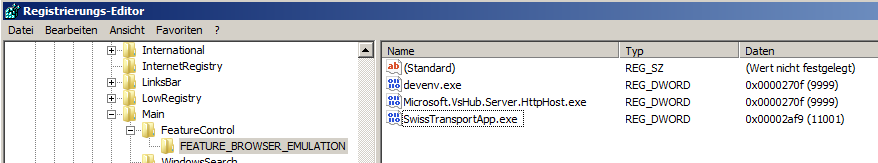 Registrierungs-Editor
Datei Bearbeiten Ansicht Favoriten ?
International
InternetRegistry
LinksBar
LowRegistry
Main
FeatureControl
FEATURE_BROWSER_EMULATION
WindowsSearch
Name Typ Daten
ab (Standard) REG_SZ (Wert nicht festgelegt)
devenv.exe REG_DWORD 0x0000270f (9999)
Microsoft.VsHub.Server.HttpHost.exe REG_DWORD 0x0000270f (9999)
SwissTransportApp.exe REG_DWORD 0x00002af9 (11001)